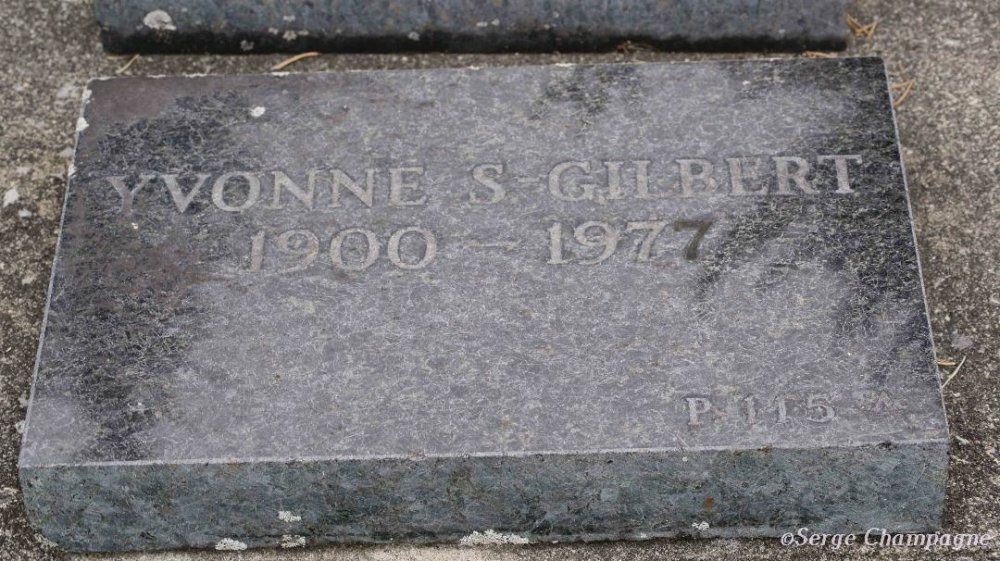 YVONNE S-GILBERT
1900 - 1977
P. 115
©Serge Champagne